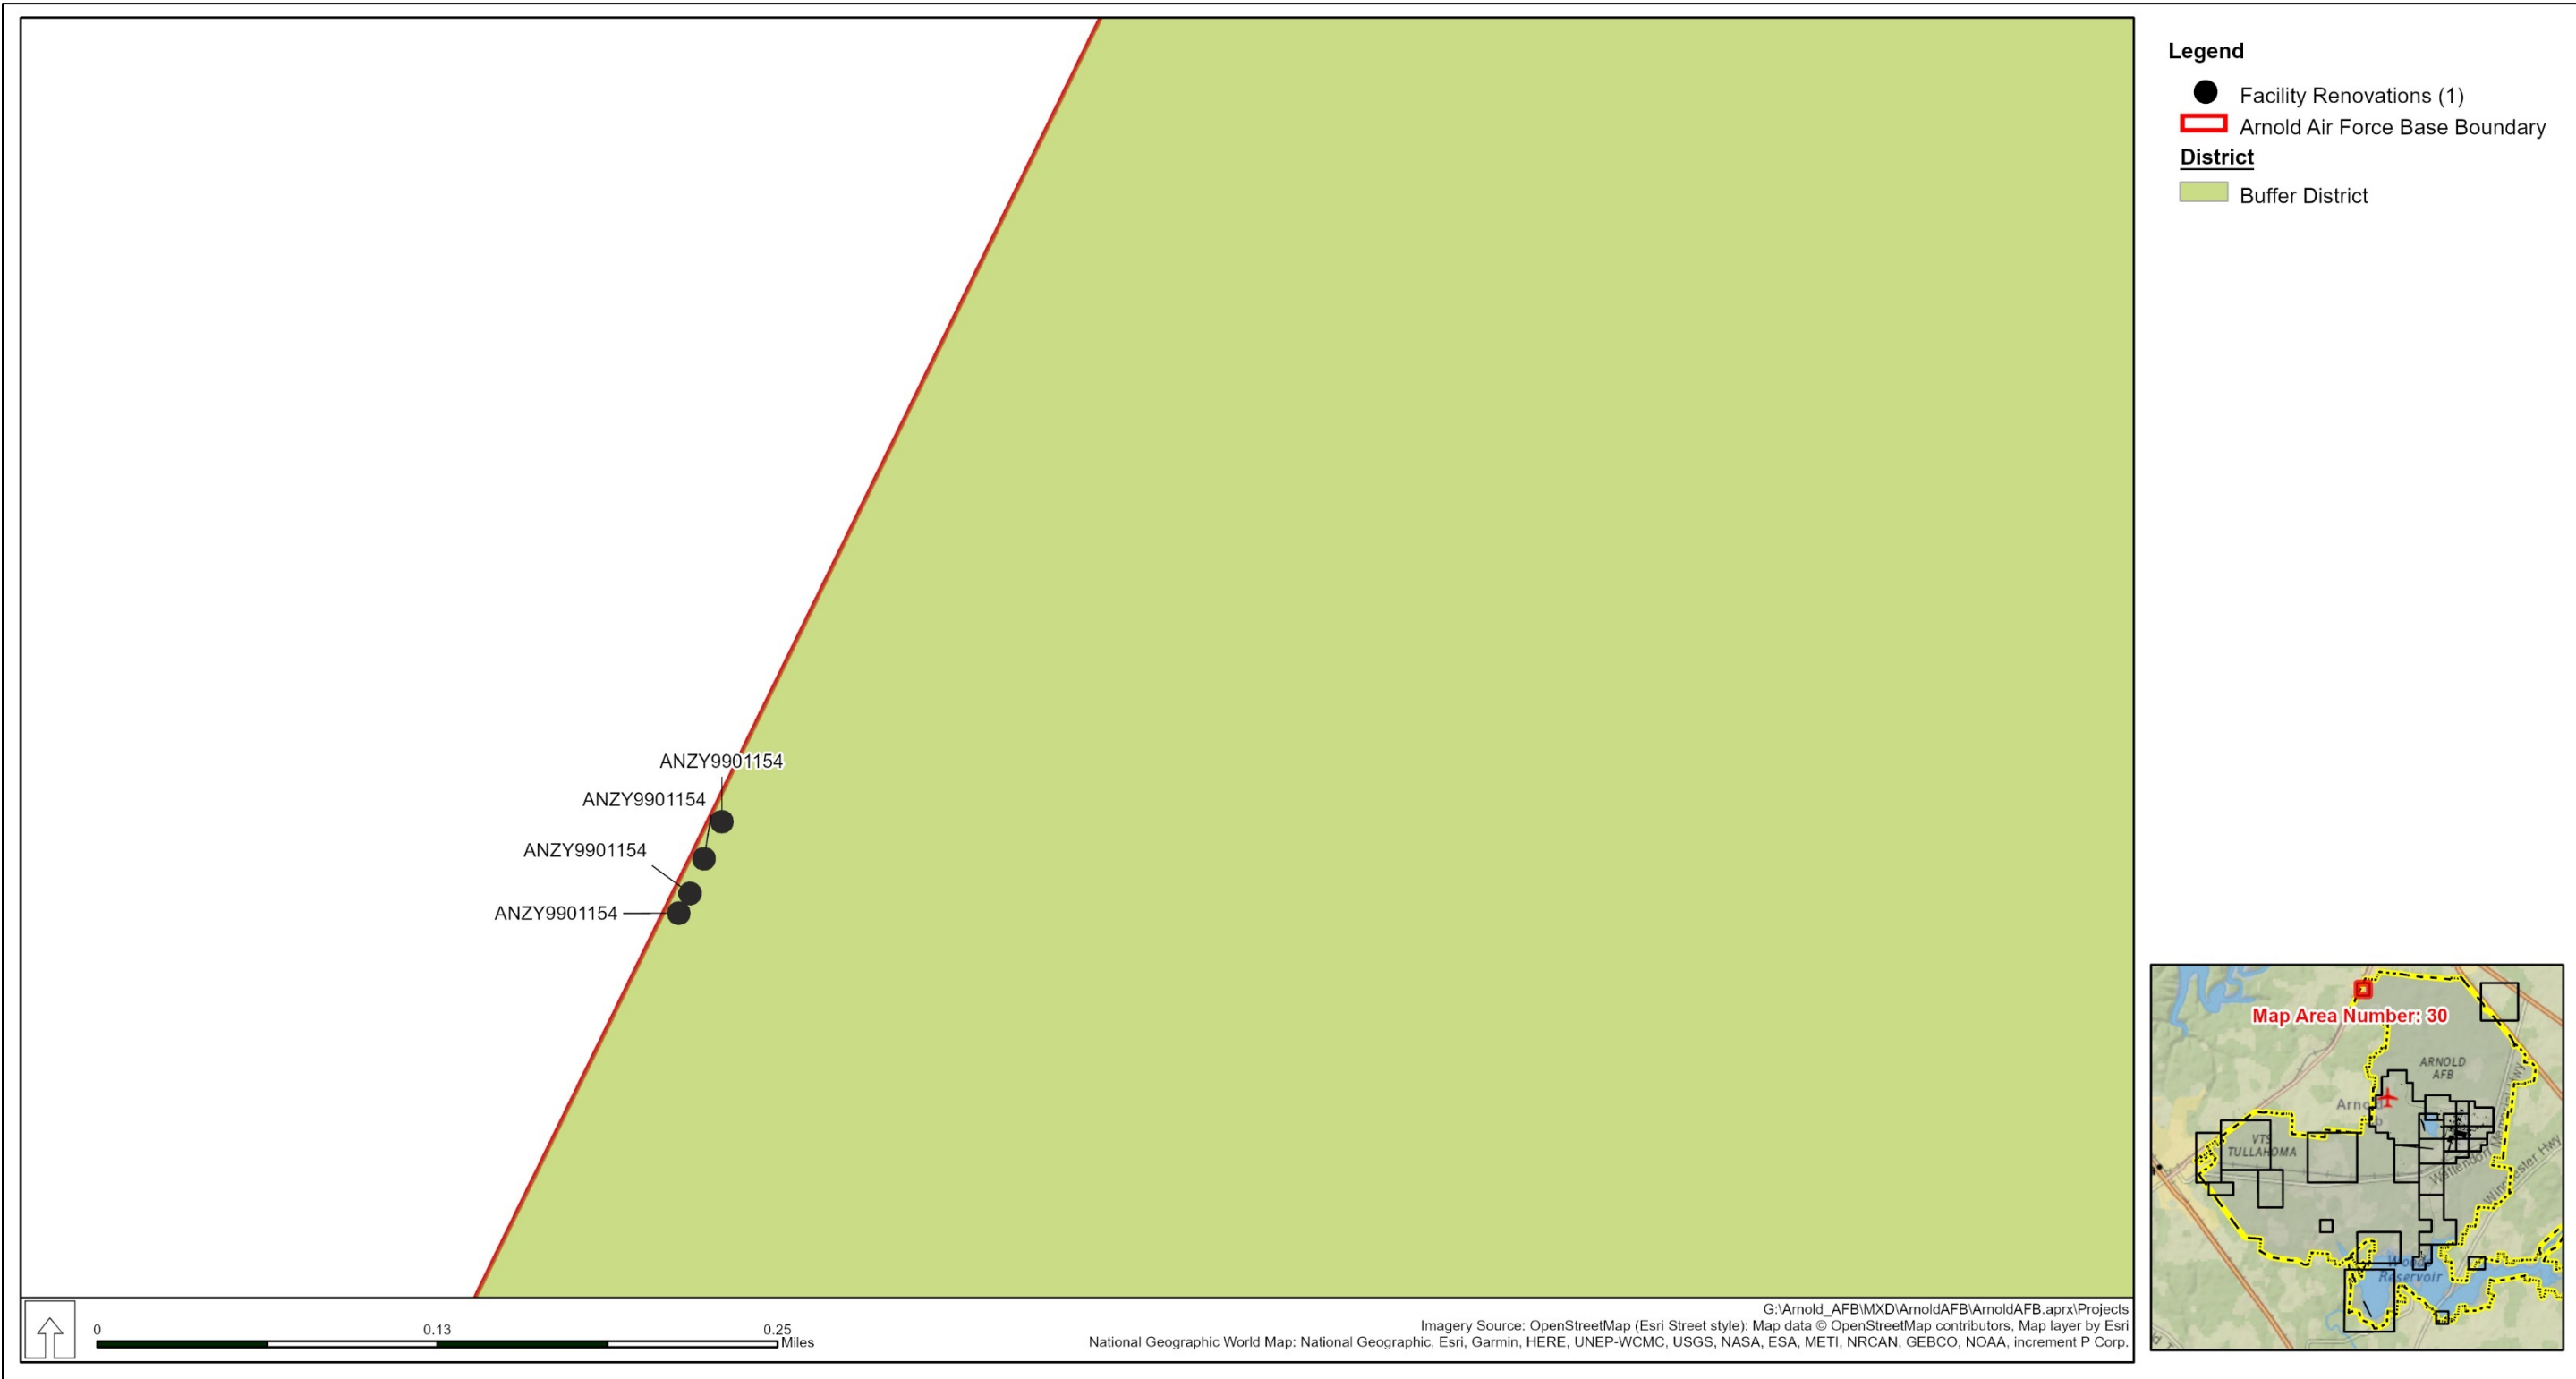 Legend
Facility Renovations (1)
Arnold Air Force Base Boundary
District
Buffer District
ANZY9901154
ANZY9901154
ANZY9901154
ANZY9901154
Map Area Number: 30
ARNOLD
AFB
VTS
TULLAHOMA
Reservoir
0 0.13 0.25
Miles
G:\Arnold_AFB\MXD\ArnoldAFB\ArnoldAFB.aprx\Projects
Imagery Source: OpenStreetMap (Esri Street style): Map data © OpenStreetMap contributors, Map layer by Esri
National Geographic World Map: National Geographic, Esri, Garmin, HERE, UNEP-WCMC, USGS, NASA, ESA, METI, NRCAN, GEBCO, NOAA, increment P Corp.